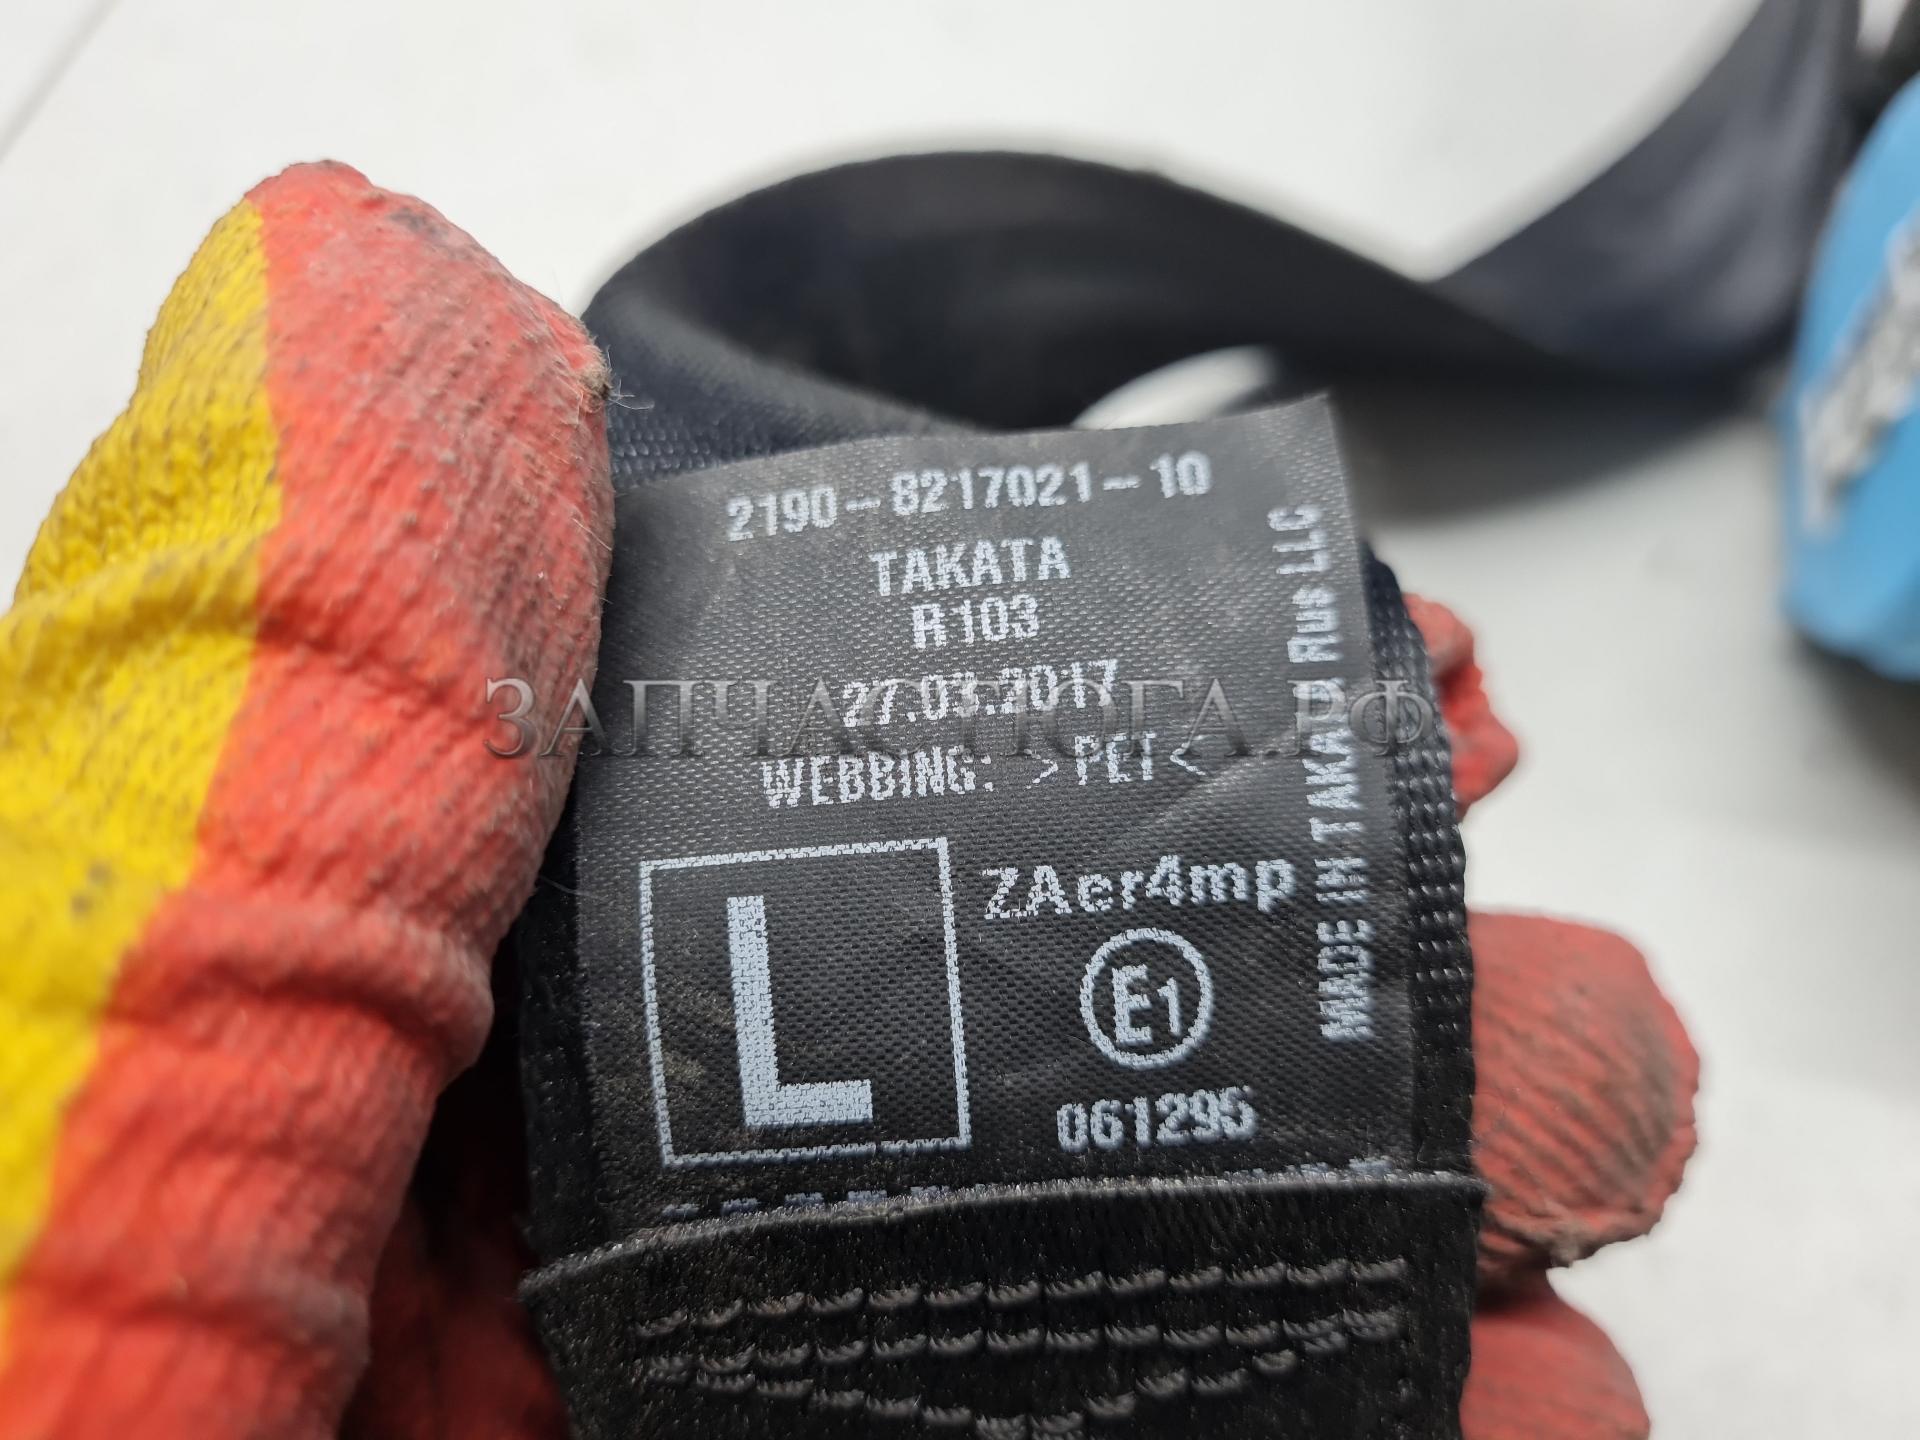 2190-8217021-10
TAKATA
R103
27.03.2017
WEBBING: >PET<
L
ZAer4mp
E1
061295
MADE IN TAKATA Rus LLC
ЗАПЧАСТЮГА.РФ